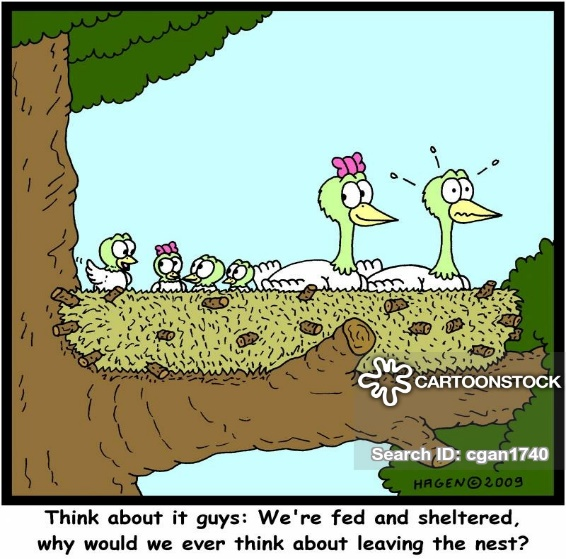 CARTOONSTOCK
Search ID: cgan1740
HAGEN©2009
Think about it guys: We're fed and sheltered,
why would we ever think about leaving the nest?